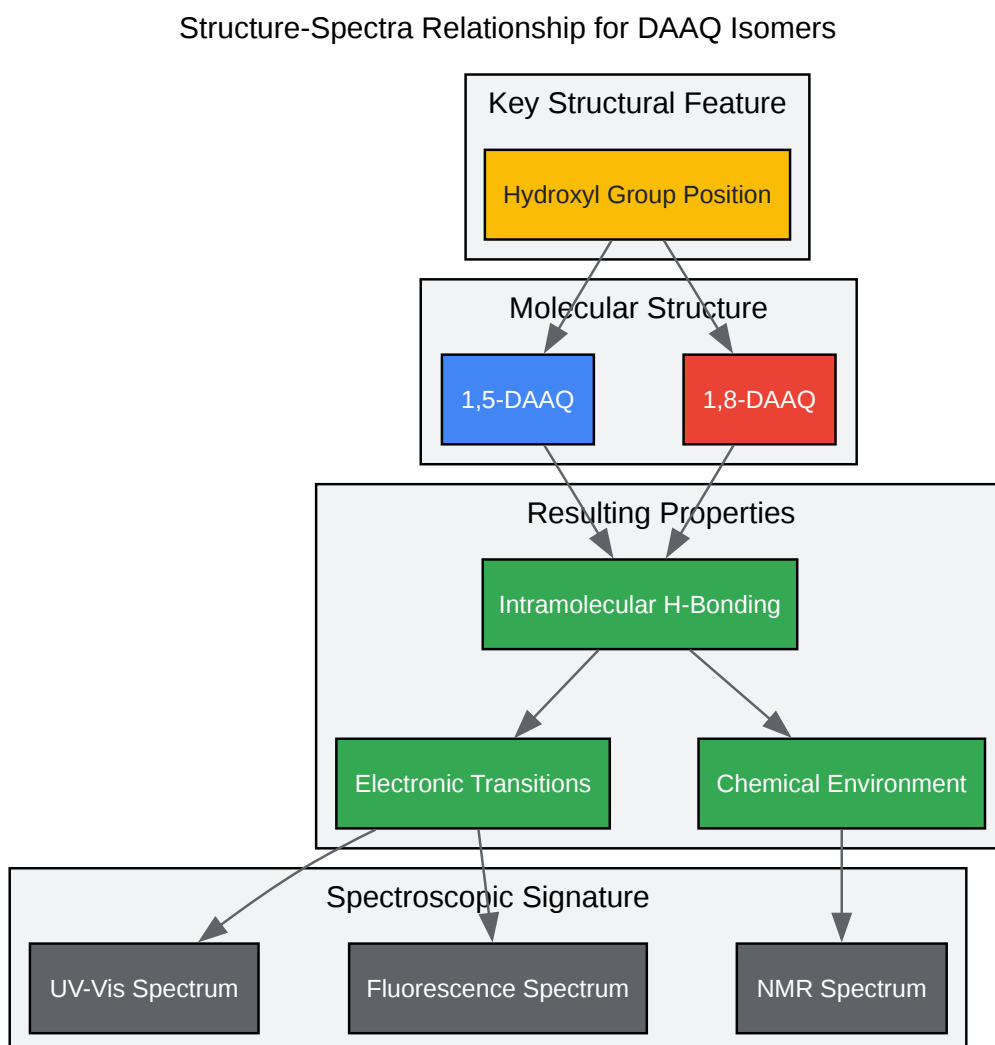 Structure-Spectra Relationship for DAAQ Isomers
Key Structural Feature
Hydroxyl Group Position
Molecular Structure
1,5-DAAQ
1,8-DAAQ
Resulting Properties
Intramolecular H-Bonding
Electronic Transitions
Chemical Environment
Spectroscopic Signature
UV-Vis Spectrum
Fluorescence Spectrum
NMR Spectrum